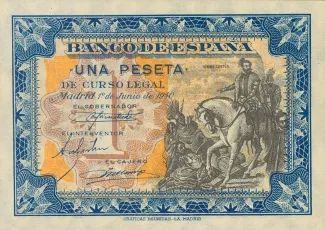 BANCO DE ESPAÑA
UNA PESETA
DE CURSO LEGAL
Madrid 1º de Junio de 1940
EL GOBERNADOR
EL INTERVENTOR
EL CAJERO